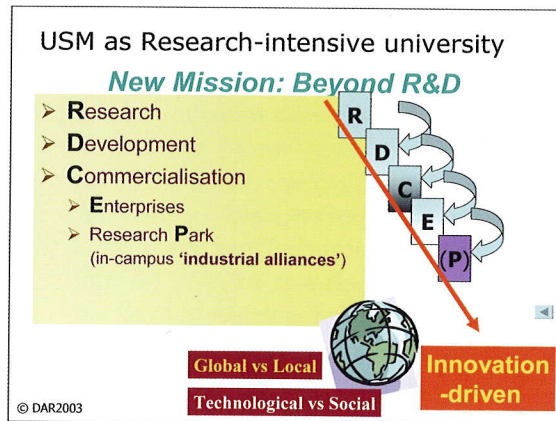 USM as Research-intensive university
New Mission: Beyond R&D
➢ Research
➢ Development
➢ Commercialisation
➢ Enterprises
➢ Research Park
(in-campus 'industrial alliances')
R
D
C
E
(P)
Global vs Local
Technological vs Social
Innovation
-driven
© DAR2003